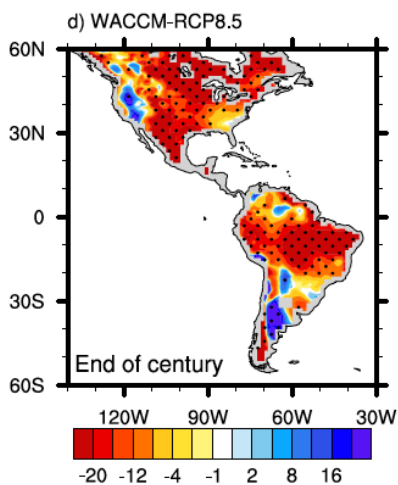 d) WACCM-RCP8.5
60N
30N
0
30S
60S
End of century
120W 90W 60W 30W
-20 -12 -4 -1 2 8 16